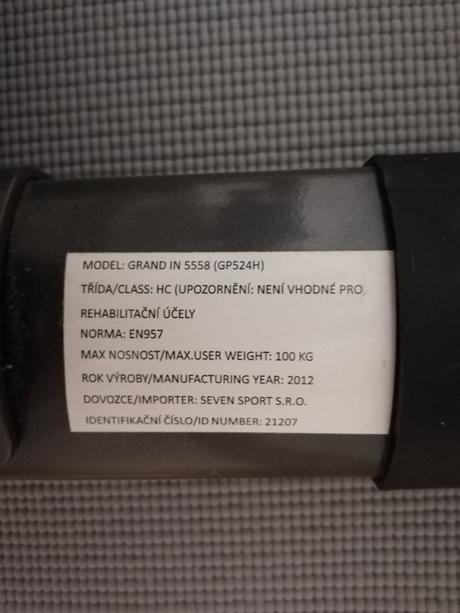 MODEL: GRAND IN 5558 (GP524H)
TŘÍDA/CLASS: HC (UPOZORNĚNÍ: NENÍ VHODNÉ PRO
REHABILITAČNÍ ÚČELY
NORMA: EN957
MAX NOSNOST/MAX.USER WEIGHT: 100 KG
ROK VÝROBY/MANUFACTURING YEAR: 2012
DOVOZCE/IMPORTER: SEVEN SPORT S.R.O.
IDENTIFIKAČNÍ ČÍSLO/ID NUMBER: 21207